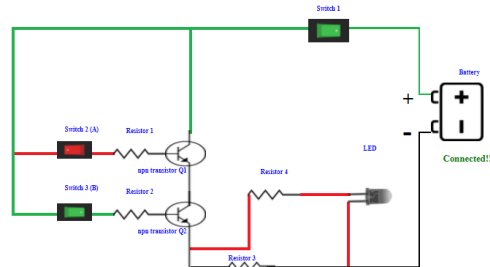 Switch 1
Battery
+
-
Switch 2 (A)
Resistor 1
LED
Connected!!
npn transistor Q1
Resistor 4
Switch 3 (B)
Resistor 2
npn transistor Q2
Resistor 3